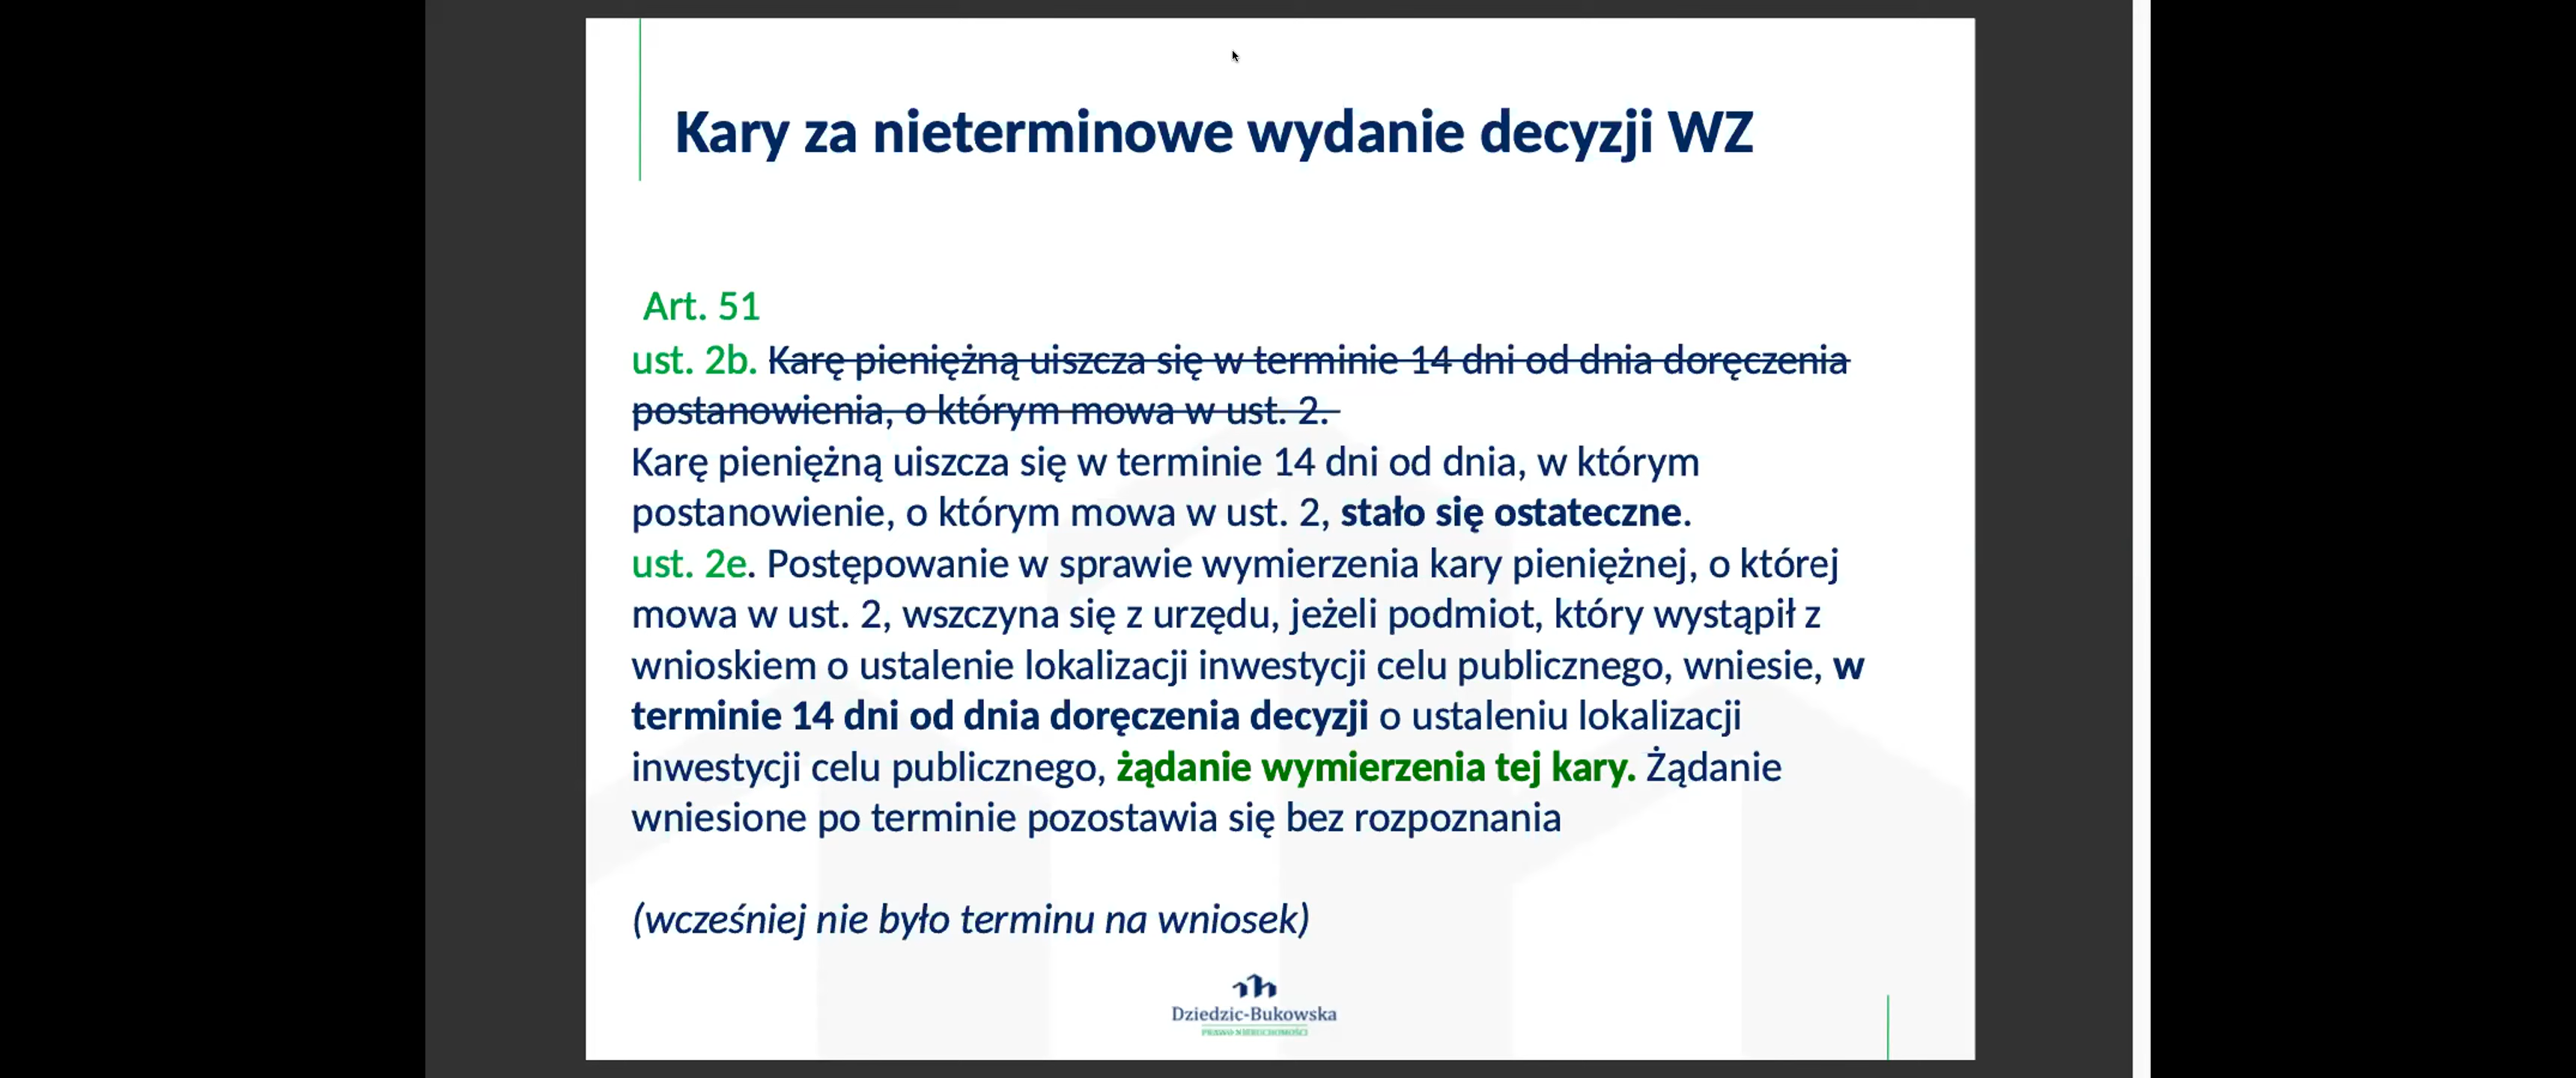 Kary za nieterminowe wydanie decyzji WZ
Art. 51
ust. 2b. Karę pieniężną uiszcza się w terminie 14 dni od dnia doręczenia
postanowienia, o którym mowa w ust. 2.
Karę pieniężną uiszcza się w terminie 14 dni od dnia, w którym
postanowienie, o którym mowa w ust. 2, stało się ostateczne.
ust. 2e. Postępowanie w sprawie wymierzenia kary pieniężnej, o której
mowa w ust. 2, wszczyna się z urzędu, jeżeli podmiot, który wystąpił z
wnioskiem o ustalenie lokalizacji inwestycji celu publicznego, wniesie, w
terminie 14 dni od dnia doręczenia decyzji o ustaleniu lokalizacji
inwestycji celu publicznego, żądanie wymierzenia tej kary. Żądanie
wniesione po terminie pozostawia się bez rozpoznania
(wcześniej nie było terminu na wniosek)
Dziedzic-Bukowska
PRAWO NIERUCHOMOŚCI